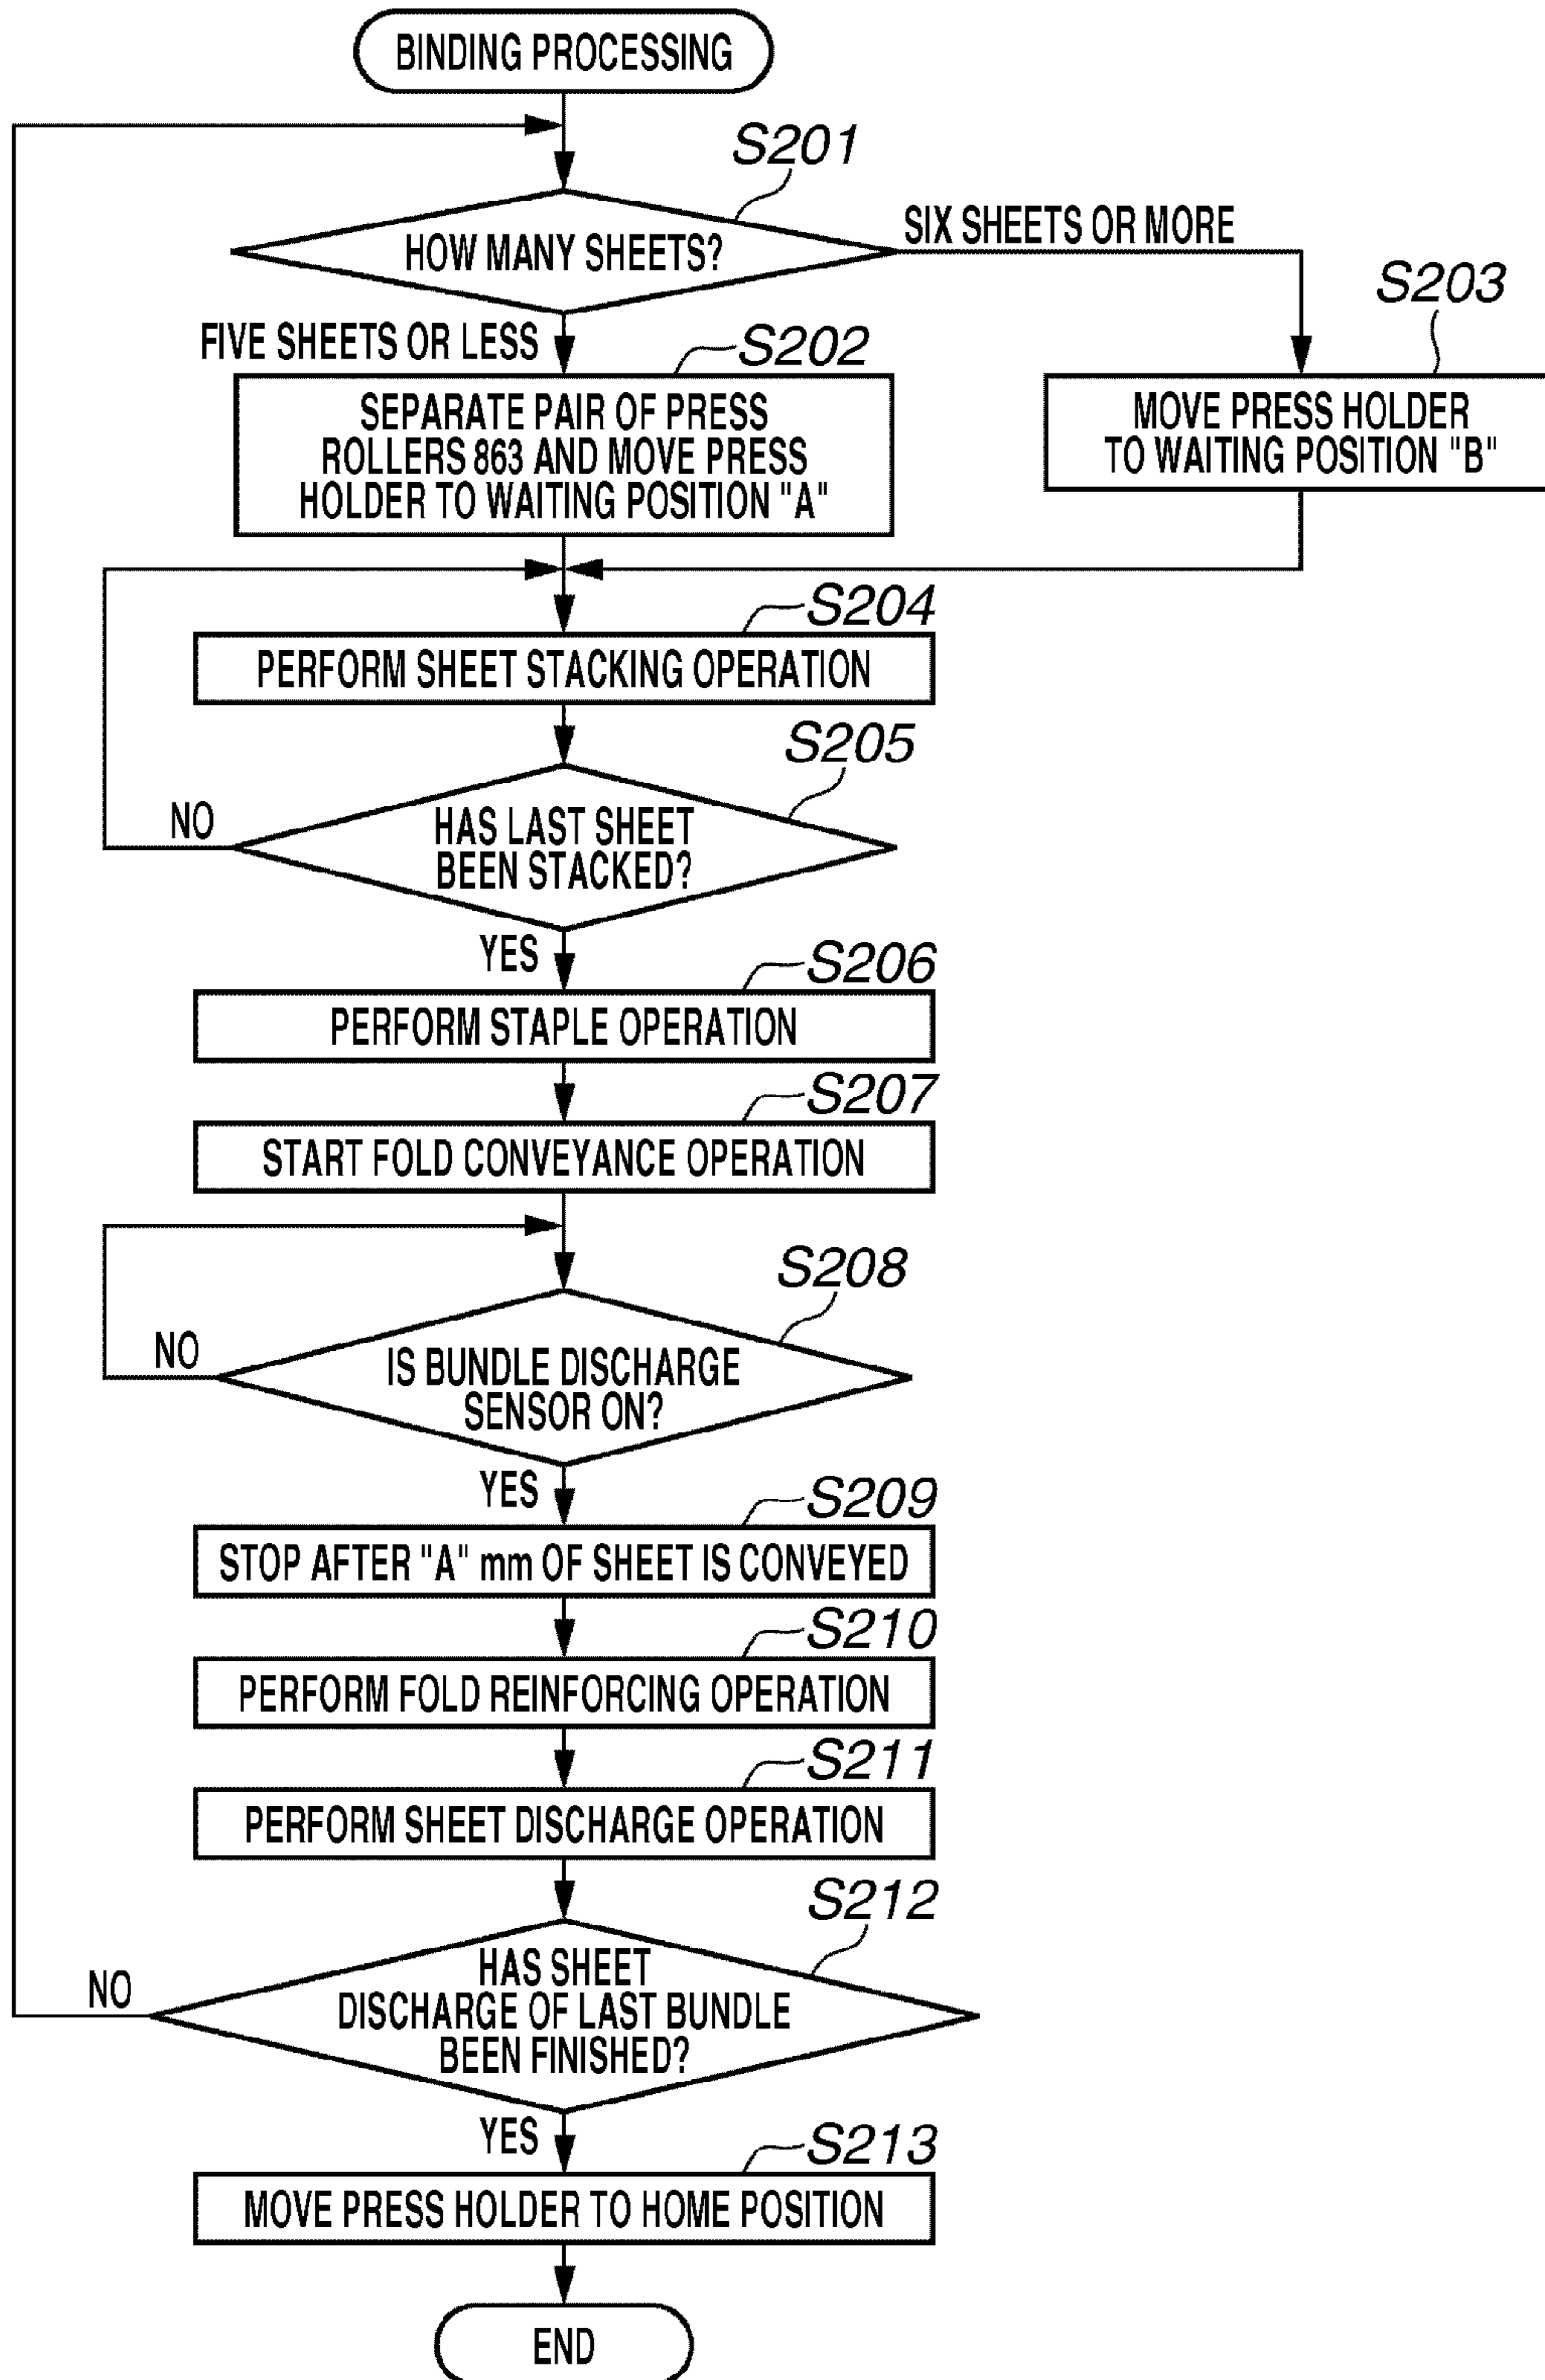 BINDING PROCESSING
S201
HOW MANY SHEETS?
SIX SHEETS OR MORE
S203
FIVE SHEETS OR LESS
S202
SEPARATE PAIR OF PRESS
ROLLERS 863 AND MOVE PRESS
HOLDER TO WAITING POSITION "A"
MOVE PRESS HOLDER
TO WAITING POSITION "B"
S204
PERFORM SHEET STACKING OPERATION
S205
NO
HAS LAST SHEET
BEEN STACKED?
YES
S206
PERFORM STAPLE OPERATION
S207
START FOLD CONVEYANCE OPERATION
S208
NO
IS BUNDLE DISCHARGE
SENSOR ON?
YES
S209
STOP AFTER "A" mm OF SHEET IS CONVEYED
S210
PERFORM FOLD REINFORCING OPERATION
S211
PERFORM SHEET DISCHARGE OPERATION
S212
NO
HAS SHEET
DISCHARGE OF LAST BUNDLE
BEEN FINISHED?
YES
S213
MOVE PRESS HOLDER TO HOME POSITION
END